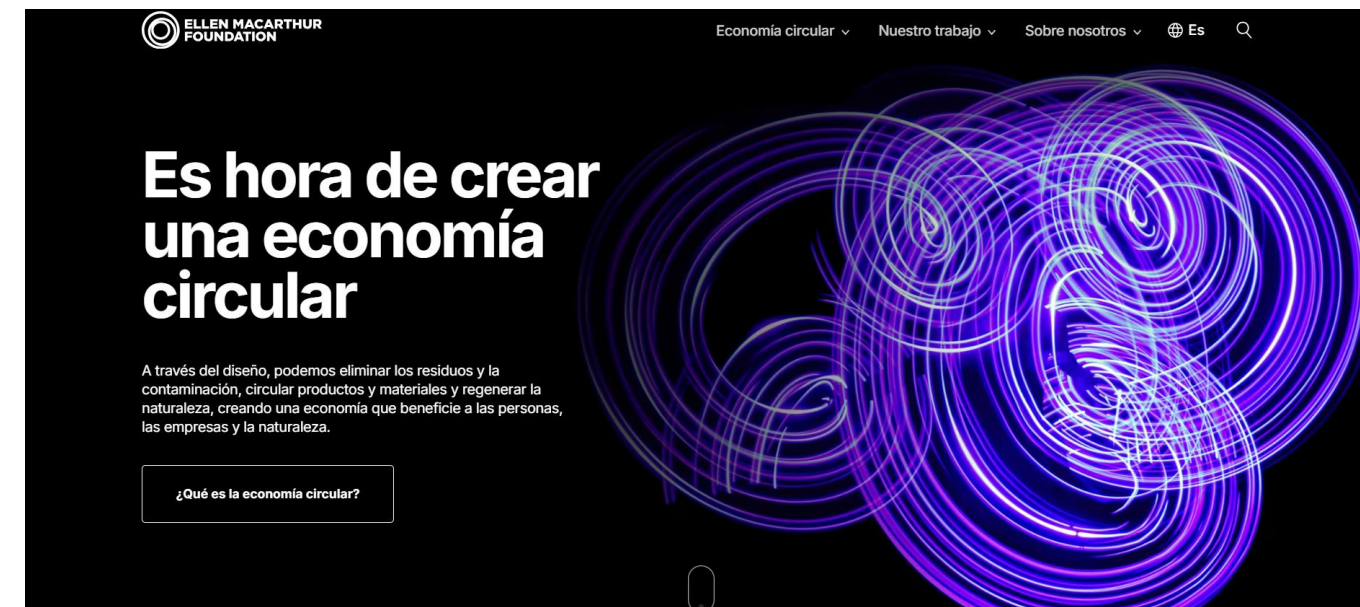 ELLEN MACARTHUR
FOUNDATION
Economía circular
Nuestro trabajo
Sobre nosotros
Es
Es hora de crear
una economía
circular
A través del diseño, podemos eliminar los residuos y la
contaminación, circular productos y materiales y regenerar la
naturaleza, creando una economía que beneficie a las personas,
las empresas y la naturaleza.
¿Qué es la economía circular?